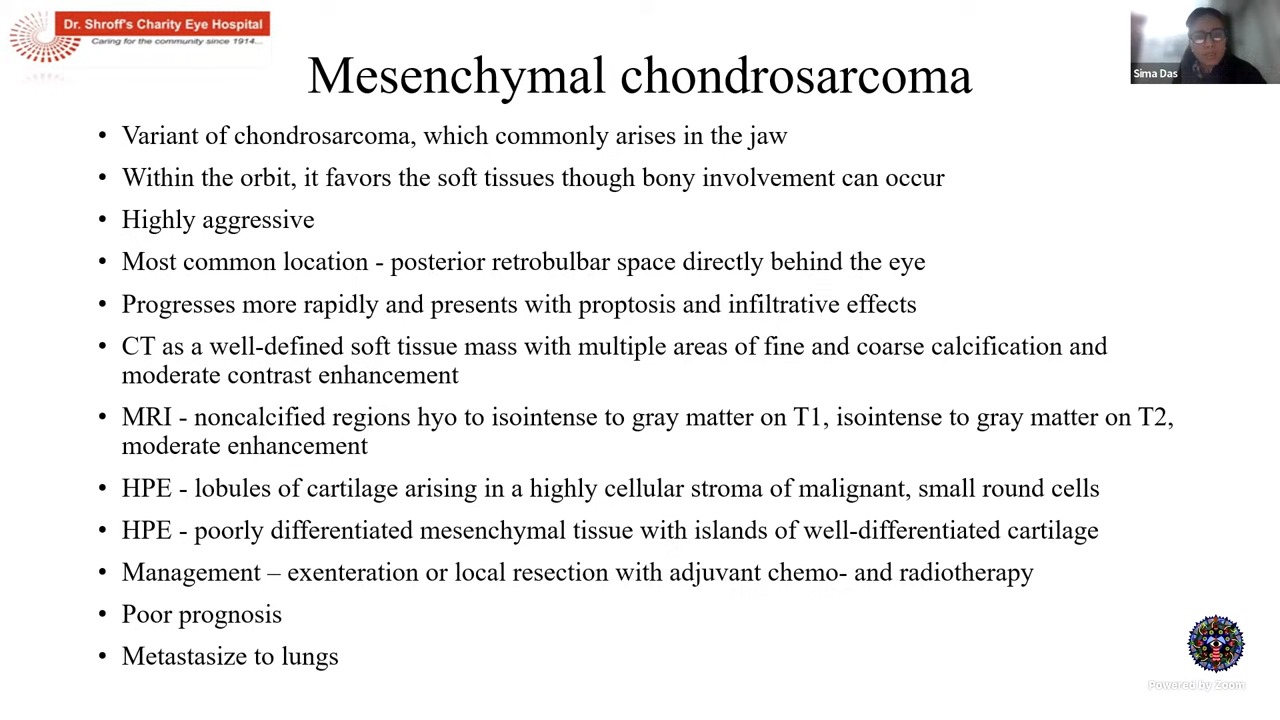 Dr. Shroff's Charity Eye Hospital
Caring for the community since 1914...
Mesenchymal chondrosarcoma
Sima Das
• Variant of chondrosarcoma, which commonly arises in the jaw
• Within the orbit, it favors the soft tissues though bony involvement can occur
• Highly aggressive
• Most common location - posterior retrobulbar space directly behind the eye
• Progresses more rapidly and presents with proptosis and infiltrative effects
• CT as a well-defined soft tissue mass with multiple areas of fine and coarse calcification and
moderate contrast enhancement
• MRI - noncalcified regions hyo to isointense to gray matter on T1, isointense to gray matter on T2,
moderate enhancement
• HPE - lobules of cartilage arising in a highly cellular stroma of malignant, small round cells
• HPE - poorly differentiated mesenchymal tissue with islands of well-differentiated cartilage
• Management – exenteration or local resection with adjuvant chemo- and radiotherapy
• Poor prognosis
• Metastasize to lungs
Powered by Zoom